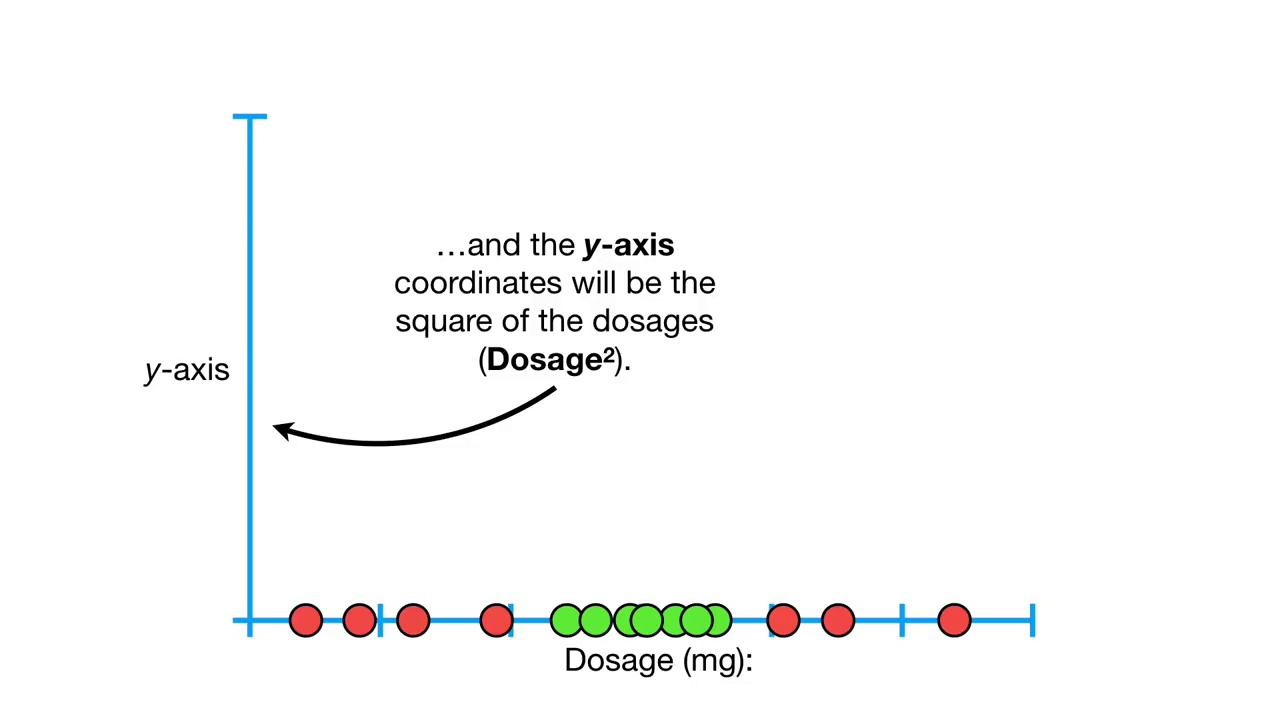 …and the y-axis
coordinates will be the
square of the dosages
(Dosage²).
y-axis
Dosage (mg):